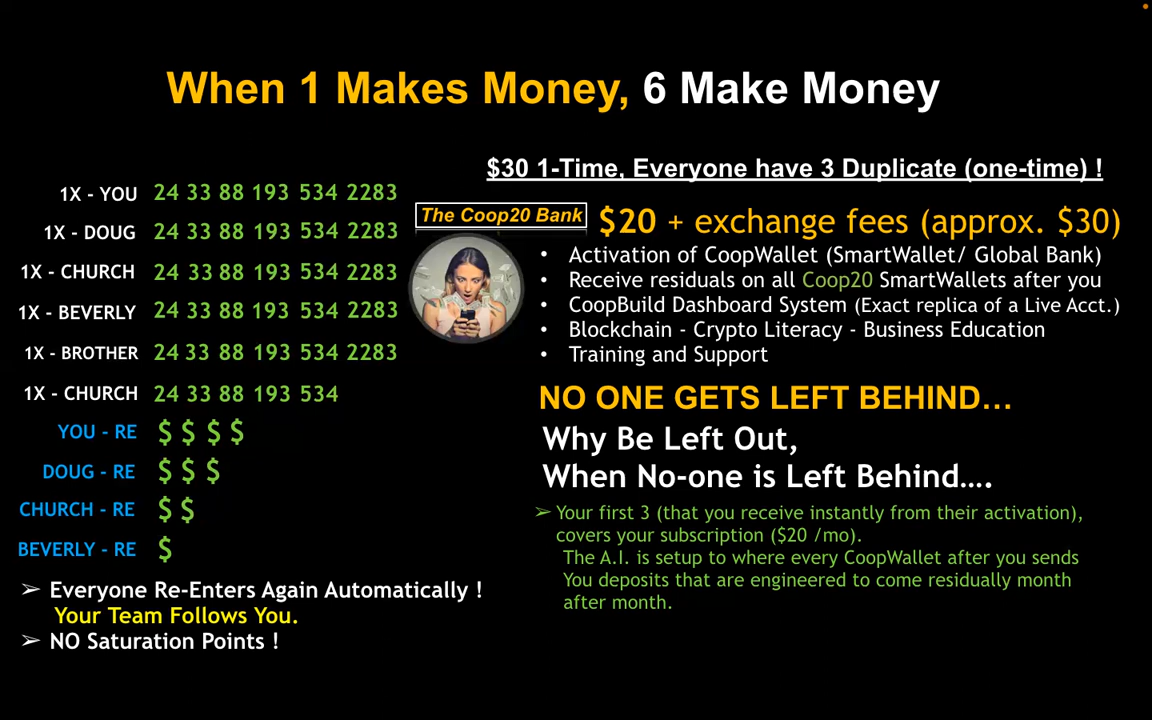 When 1 Makes Money, 6 Make Money
1X - YOU 24 33 88 193 534 2283
1X - DOUG 24 33 88 193 534 2283
1X - CHURCH 24 33 88 193 534 2283
1X - BEVERLY 24 33 88 193 534 2283
1X - BROTHER 24 33 88 193 534 2283
1X - CHURCH 24 33 88 193 534
YOU - RE $ $ $ $
DOUG - RE $ $ $
CHURCH - RE $ $
BEVERLY - RE $
➢ Everyone Re-Enters Again Automatically !
Your Team Follows You.
➢ NO Saturation Points !
$30 1-Time, Everyone have 3 Duplicate (one-time) !
The Coop20 Bank
$20 + exchange fees (approx. $30)
• Activation of CoopWallet (SmartWallet/ Global Bank)
• Receive residuals on all Coop20 SmartWallets after you
• CoopBuild Dashboard System (Exact replica of a Live Acct.)
• Blockchain - Crypto Literacy - Business Education
• Training and Support
NO ONE GETS LEFT BEHIND...
Why Be Left Out,
When No-one is Left Behind....
➢ Your first 3 (that you receive instantly from their activation),
covers your subscription ($20 /mo).
The A.I. is setup to where every CoopWallet after you sends
You deposits that are engineered to come residually month
after month.